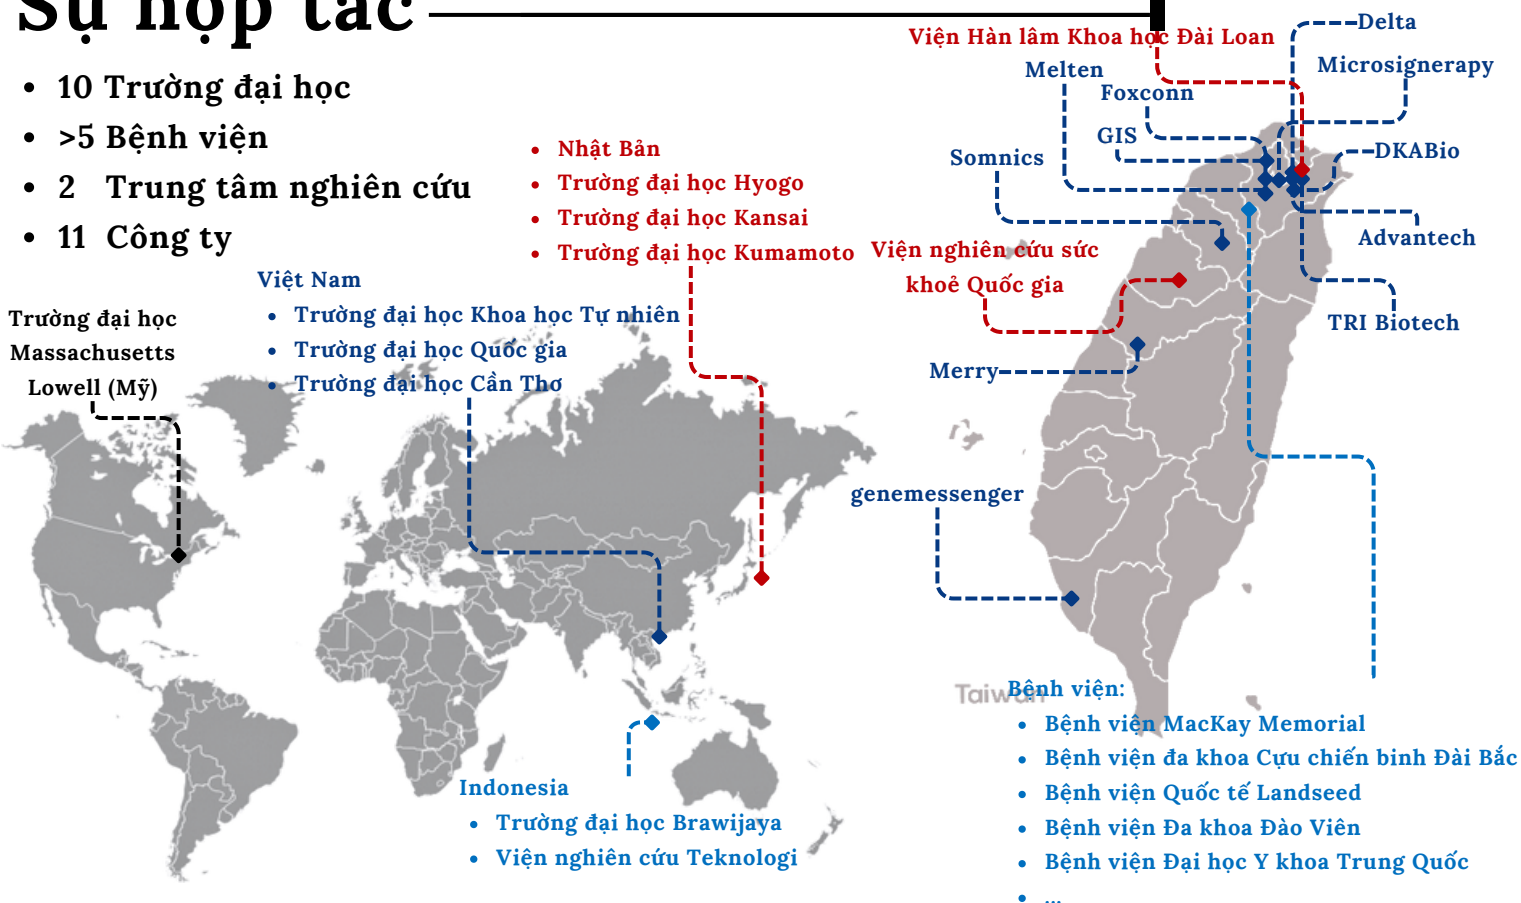 Sự hợp tác
• 10 Trường đại học
• >5 Bệnh viện
• 2 Trung tâm nghiên cứu
• 11 Công ty
Trường đại học
Massachusetts
Lowell (Mỹ)
Việt Nam
• Trường đại học Khoa học Tự nhiên
• Trường đại học Quốc gia
• Trường đại học Cần Thơ
• Nhật Bản
• Trường đại học Hyogo
• Trường đại học Kansai
• Trường đại học Kumamoto
Indonesia
• Trường đại học Brawijaya
• Viện nghiên cứu Teknologi
Viện Hàn lâm Khoa học Đài Loan
Delta
Melten
Microsignerapy
Foxconn
GIS
DKABio
Somnics
Advantech
Viện nghiên cứu sức
khoẻ Quốc gia
TRI Biotech
Merry
genemessenger
Taiwan
Bệnh viện:
• Bệnh viện MacKay Memorial
• Bệnh viện đa khoa Cựu chiến binh Đài Bắc
• Bệnh viện Quốc tế Landseed
• Bệnh viện Đa khoa Đào Viên
• Bệnh viện Đại học Y khoa Trung Quốc
• ...